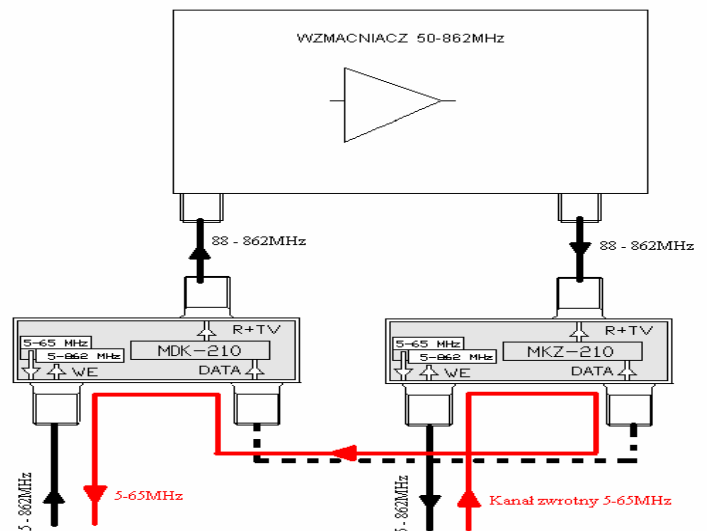 WZMACNIACZ 50-862MHz
88 - 862MHz
88 - 862MHz
R+TV
5-65 MHz
5-862 MHz
MDK-210
WE
DATA
R+TV
5-65 MHz
5-862 MHz
MKZ-210
WE
DATA
5 - 862MHz
5-65MHz
5 - 862MHz
Kanał zwrotny 5-65MHz